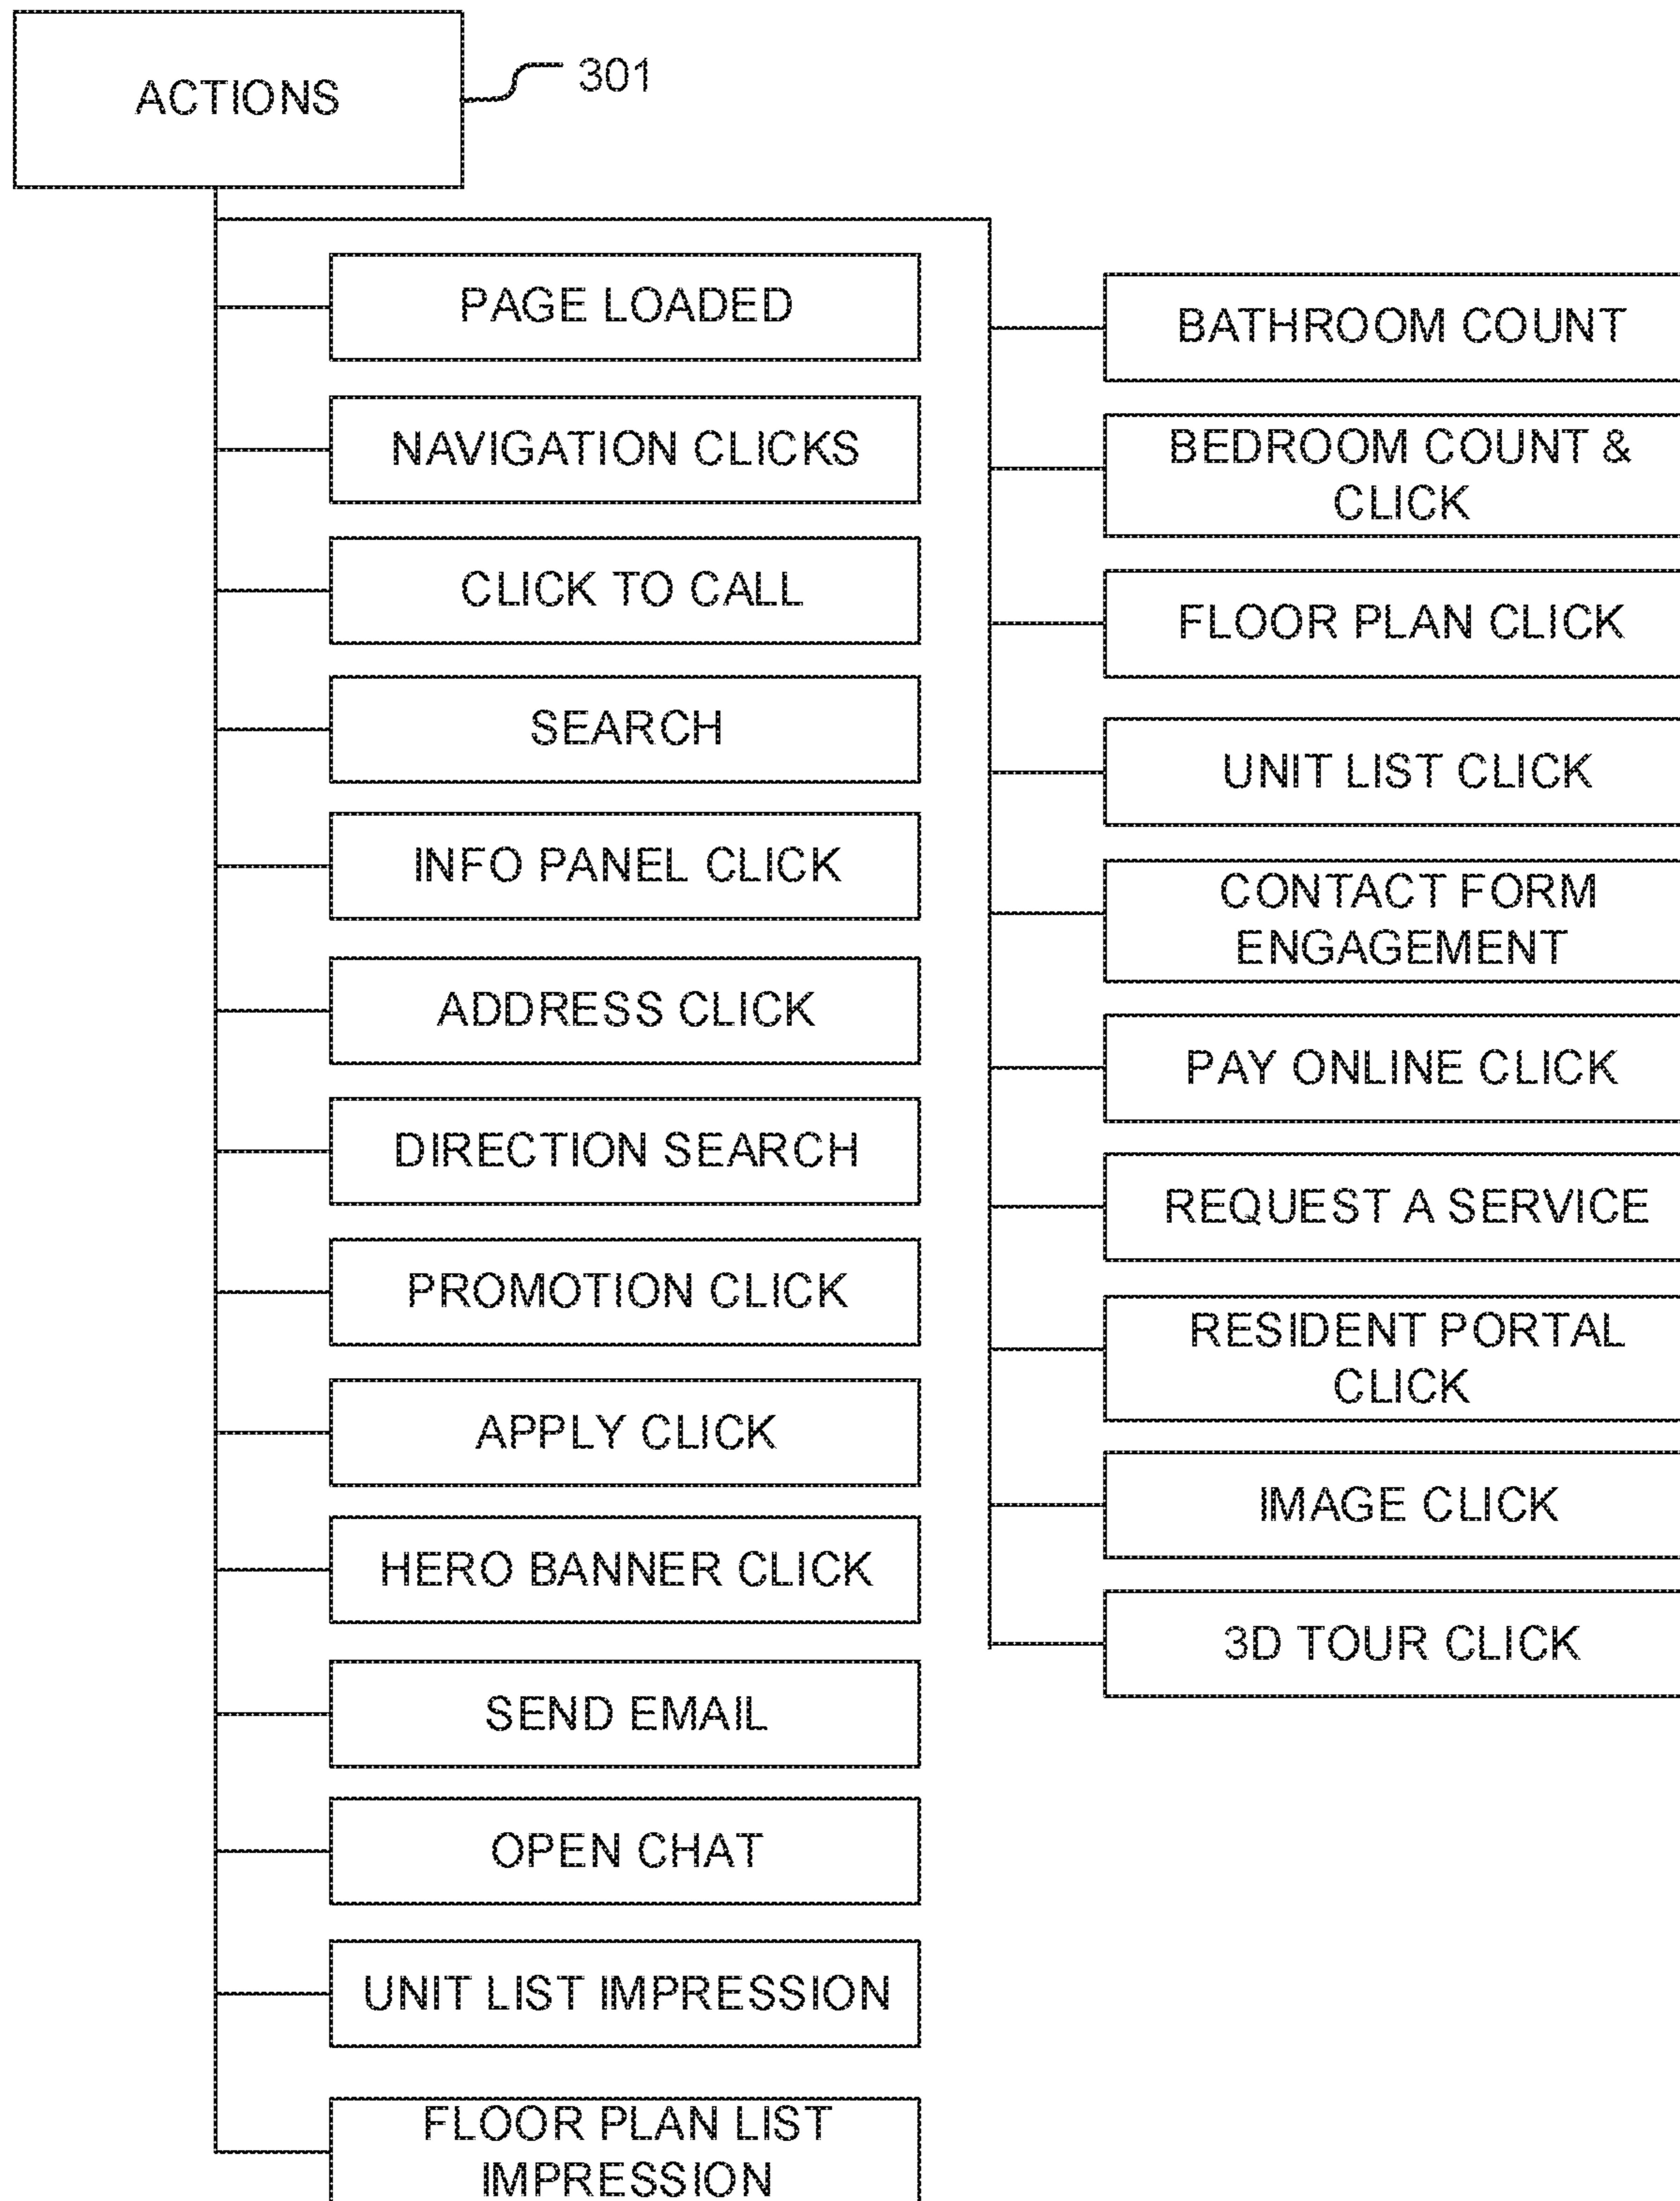 ACTIONS
301
PAGE LOADED
NAVIGATION CLICKS
CLICK TO CALL
SEARCH
INFO PANEL CLICK
ADDRESS CLICK
DIRECTION SEARCH
PROMOTION CLICK
APPLY CLICK
HERO BANNER CLICK
SEND EMAIL
OPEN CHAT
UNIT LIST IMPRESSION
FLOOR PLAN LIST
IMPRESSION
BATHROOM COUNT
BEDROOM COUNT &
CLICK
FLOOR PLAN CLICK
UNIT LIST CLICK
CONTACT FORM
ENGAGEMENT
PAY ONLINE CLICK
REQUEST A SERVICE
RESIDENT PORTAL
CLICK
IMAGE CLICK
3D TOUR CLICK